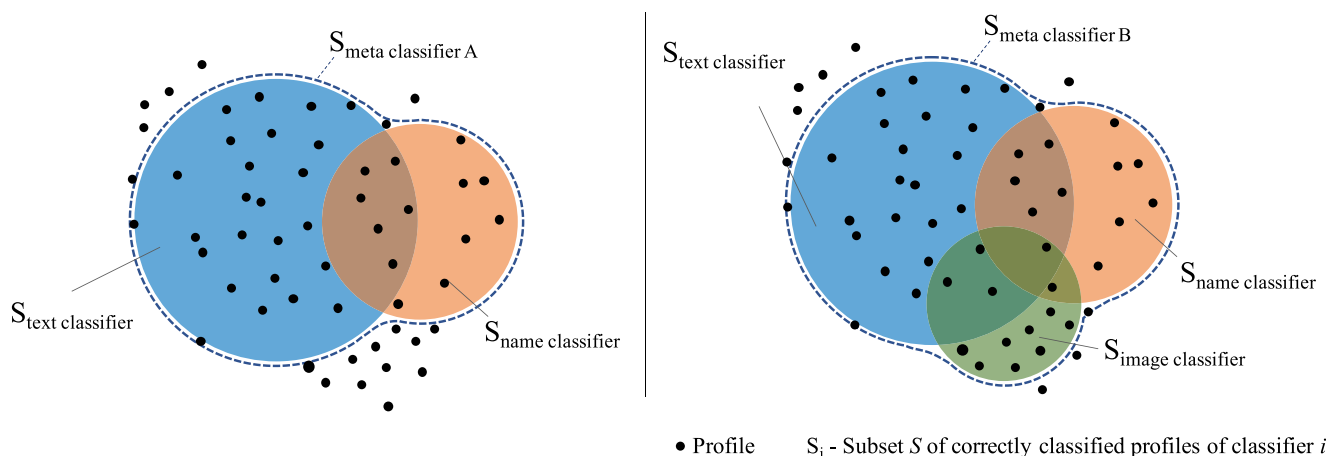 S meta classifier A
S text classifier
S name classifier
S meta classifier B
S text classifier
S name classifier
S image classifier
Profile
S i - Subset S of correctly classified profiles of classifier i